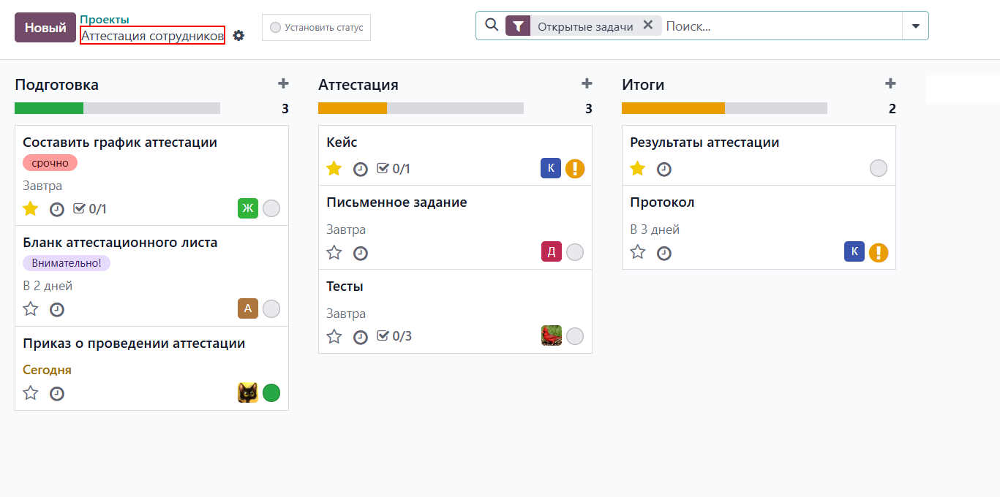 Новый
Проекты
Аттестация сотрудников
Установить статус
Открытые задачи
Поиск...
Подготовка
3
Составить график аттестации
срочно
Завтра
0/1
Ж
Бланк аттестационного листа
Внимательно!
В 2 дней
А
Приказ о проведении аттестации
Сегодня
Аттестация
3
Кейс
0/1
К
Письменное задание
Завтра
Д
Тесты
Завтра
0/3
Итоги
2
Результаты аттестации
Протокол
В 3 дней
К